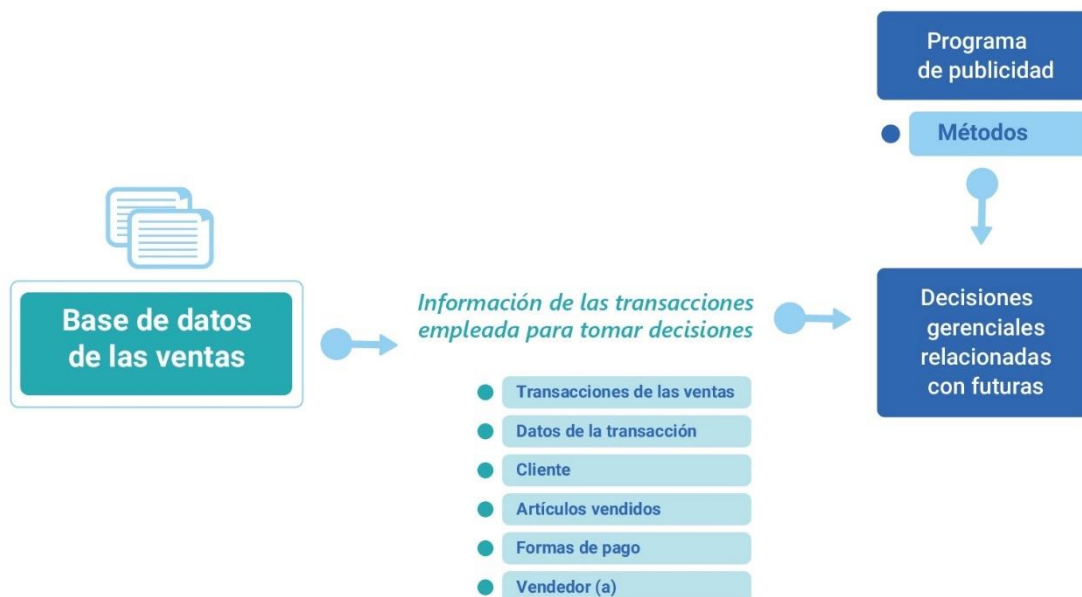 Programa
de publicidad
Métodos
Base de datos
de las ventas
Información de las transacciones
empleada para tomar decisiones
Decisiones
gerenciales
relacionadas
con futuras
Transacciones de las ventas
Datos de la transacción
Cliente
Artículos vendidos
Formas de pago
Vendedor (a)